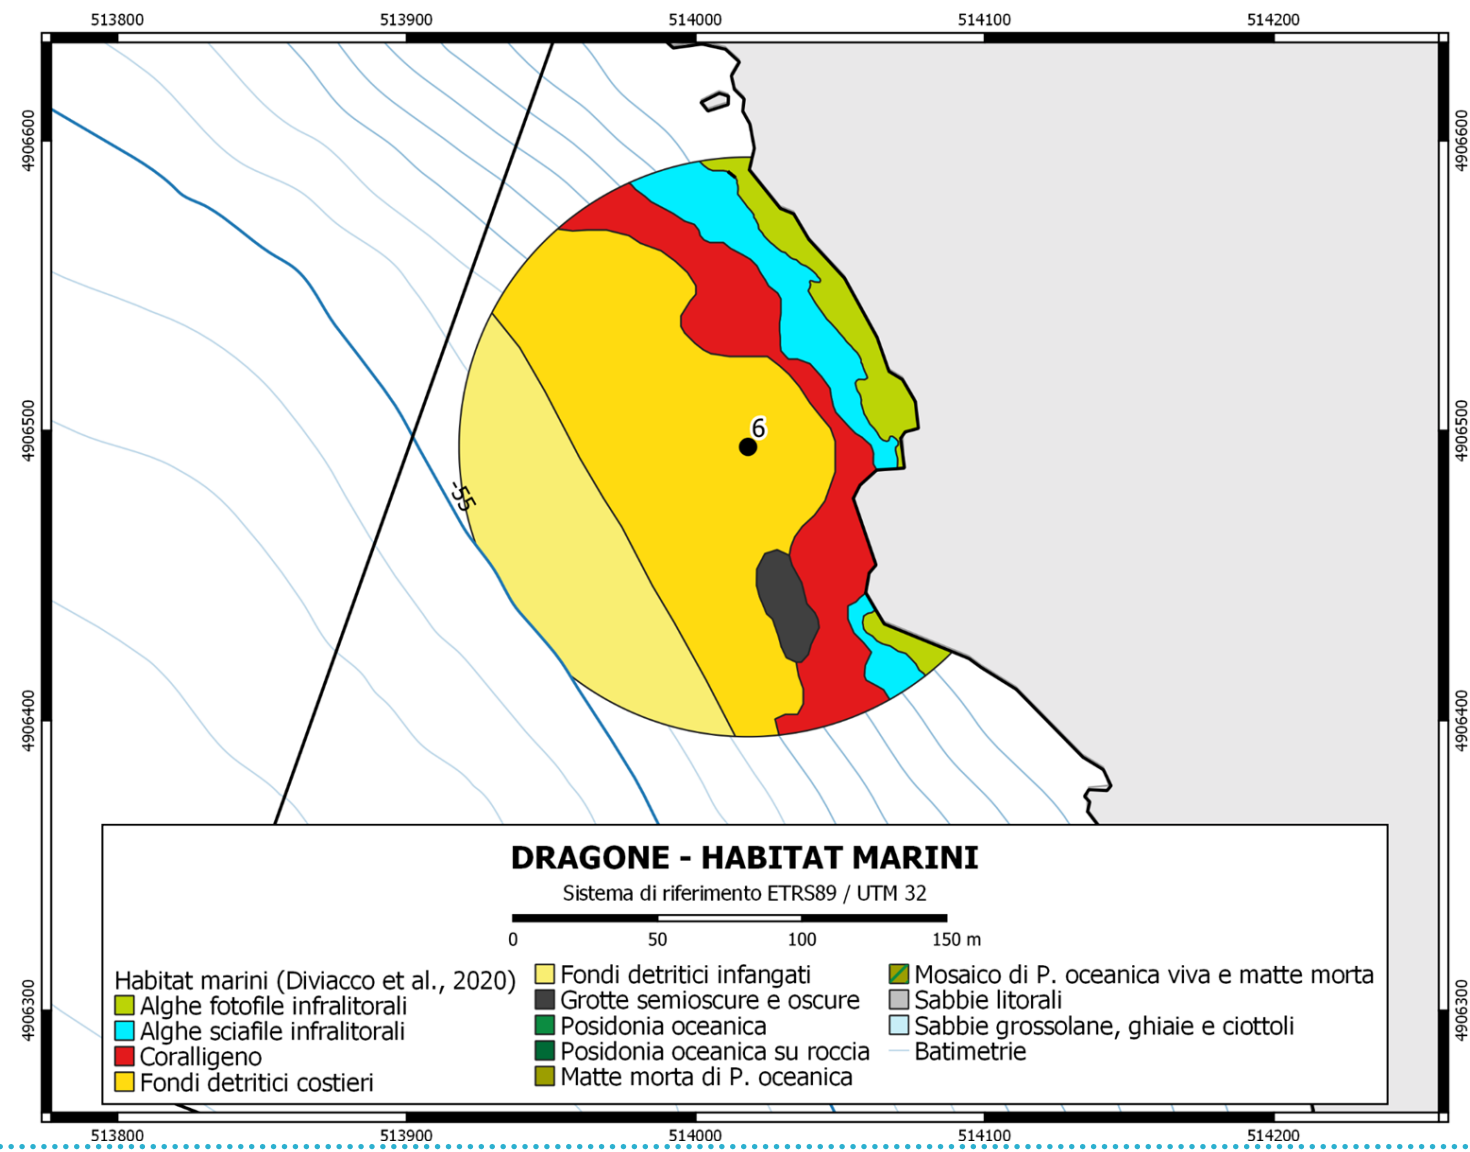 513800 513900 514000 514100 514200
4906600 4906600
4906500 4906500
6
-55
4906400 4906400
DRAGONE - HABITAT MARINI
Sistema di riferimento ETRS89 / UTM 32
0 50 100 150 m
Habitat marini (Diviacco et al., 2020)
Alghe fotofile infralitorali
Alghe sciafile infralitorali
Coralligeno
Fondi detritici costieri
Fondi detritici infangati
Grotte semioscure e oscure
Posidonia oceanica
Posidonia oceanica su roccia
Matte morta di P. oceanica
Mosaico di P. oceanica viva e matte morta
Sabbie litorali
Sabbie grossolane, ghiaie e ciottoli
Batimetrie
4906300 4906300
513800 513900 514000 514100 514200